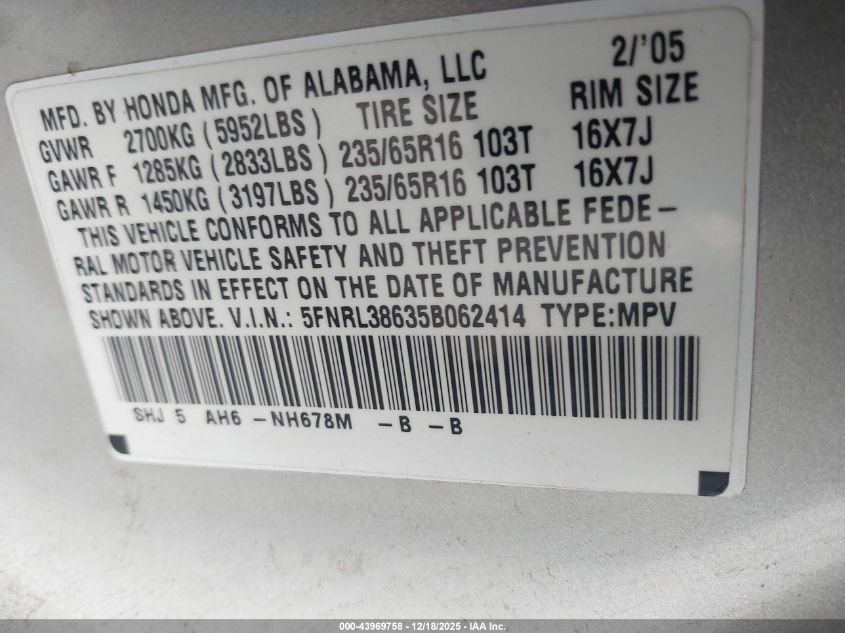 2/'05
MFD. BY HONDA MFG. OF ALABAMA, LLC
GVWR 2700KG (5952LBS) TIRE SIZE RIM SIZE
GAWR F 1285KG (2833LBS) 235/65R16 103T 16X7J
GAWR R 1450KG (3197LBS) 235/65R16 103T 16X7J
THIS VEHICLE CONFORMS TO ALL APPLICABLE FEDE-
RAL MOTOR VEHICLE SAFETY AND THEFT PREVENTION
STANDARDS IN EFFECT ON THE DATE OF MANUFACTURE
SHOWN ABOVE. V.I.N.: 5FNRL38635B062414 TYPE:MPV
SHJ 5 AH6 -NH678M -B -B
000-43969758 - 12/18/2025 - IAA Inc.